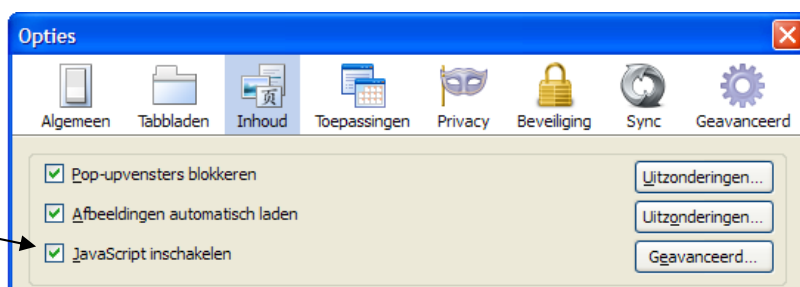 Opties
Algemeen Tabbladen Inhoud Toepassingen Privacy Beveiliging Sync Geavanceerd
页
Pop-upvensters blokkeren Uitzonderingen...
Afbeeldingen automatisch laden Uitzonderingen...
JavaScript inschakelen Geavanceerd...